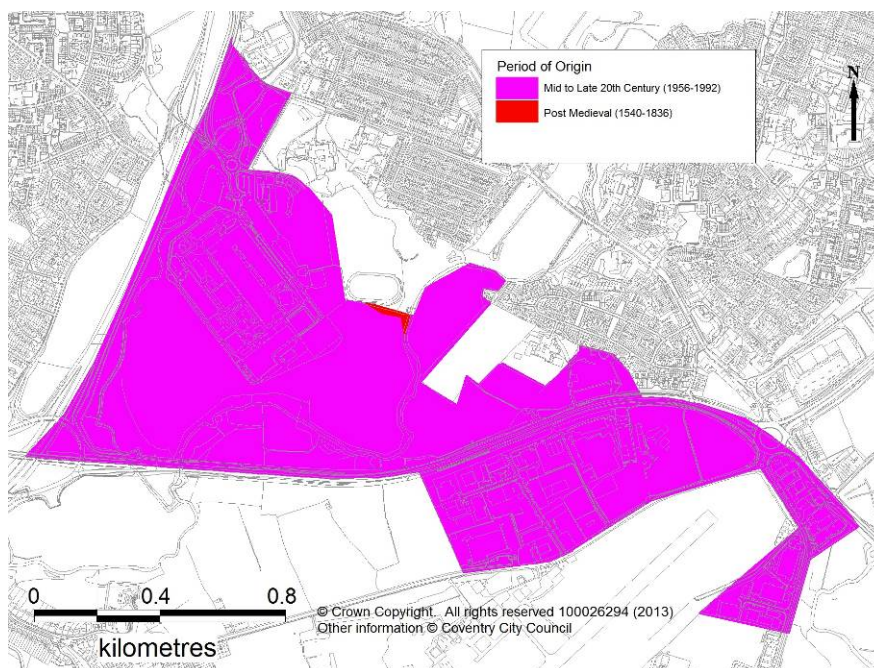 Period of Origin
Mid to Late 20th Century (1956-1992)
Post Medieval (1540-1836)
N
0 0.4 0.8
kilometres
© Crown Copyright. All rights reserved 100026294 (2013)
Other information © Coventry City Council